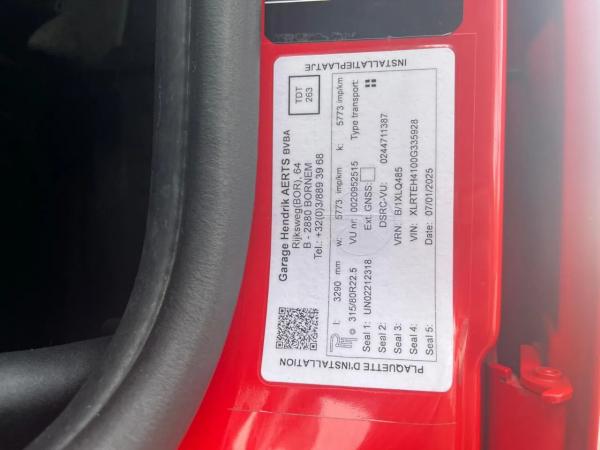 PLAQUETTE D'INSTALLATION
INSTALLATIEPLAATJE
Garage Hendrik AERTS BVBA
Rijksweg(BOR), 64
B - 2880 BORNEM
Tel.: +32(0)3/889 39 68
TDT
263
l: 3290 mm w: 5773 imp/km k: 5773 imp/km
315/80R22.5 VU nr: 0020952515 Type transport:
Seal 1: UN02212318 Ext. GNSS:
Seal 2: DSRC-VU: 0244711387
Seal 3: VRN: B/1XLQ485
Seal 4: VIN: XLRTEH4100G335928
Seal 5: Date: 07/01/2025